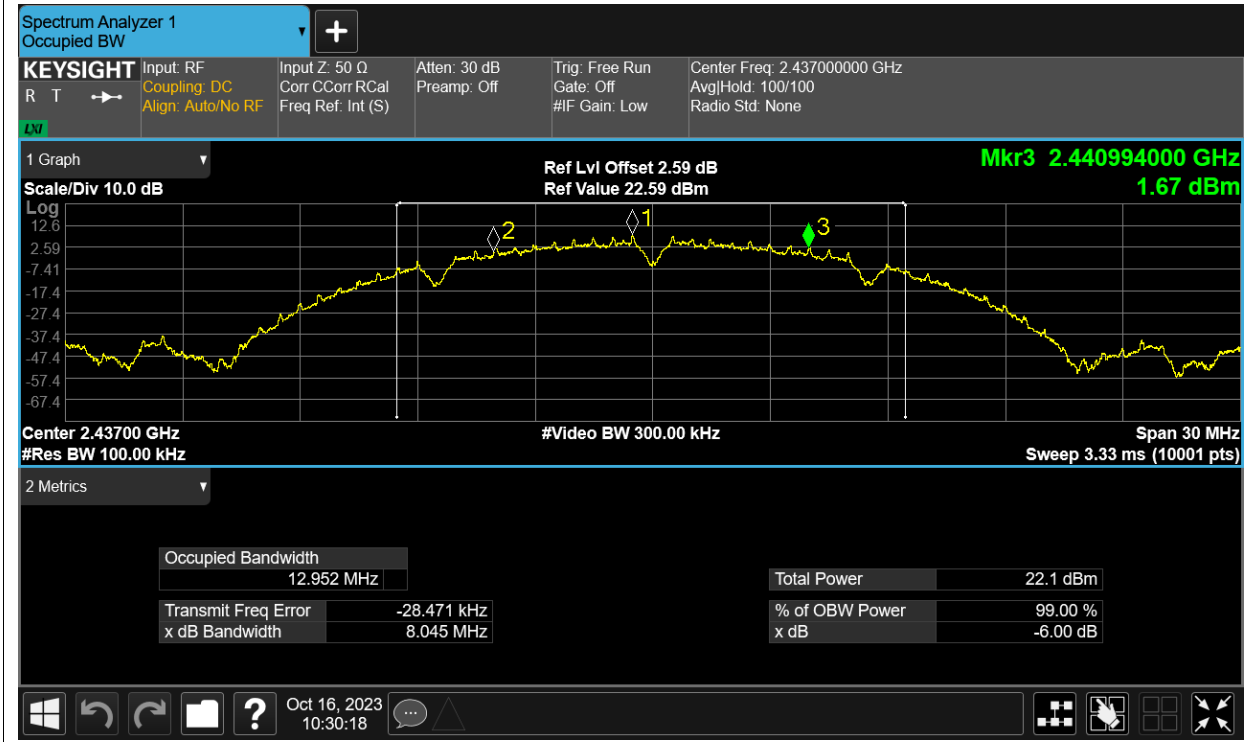 Spectrum Analyzer 1
Occupied BW
KEYSIGHT
R T
LXI
Input: RF
Coupling: DC
Align: Auto/No RF
Input Z: 50 Ω
Corr CCorr RCal
Freq Ref: Int (S)
Atten: 30 dB
Preamp: Off
Trig: Free Run
Gate: Off
#IF Gain: Low
Center Freq: 2.437000000 GHz
Avg|Hold: 100/100
Radio Std: None
1 Graph
Scale/Div 10.0 dB
Ref Lvl Offset 2.59 dB
Ref Value 22.59 dBm
Mkr3 2.440994000 GHz
1.67 dBm
Log
12.6
2.59
-7.41
-17.4
-27.4
-37.4
-47.4
-57.4
-67.4
2
1
3
Center 2.43700 GHz
#Res BW 100.00 kHz
#Video BW 300.00 kHz
Span 30 MHz
Sweep 3.33 ms (10001 pts)
2 Metrics
Occupied Bandwidth
12.952 MHz
Transmit Freq Error -28.471 kHz
x dB Bandwidth 8.045 MHz
Total Power 22.1 dBm
% of OBW Power 99.00 %
x dB -6.00 dB
?
Oct 16, 2023
10:30:18